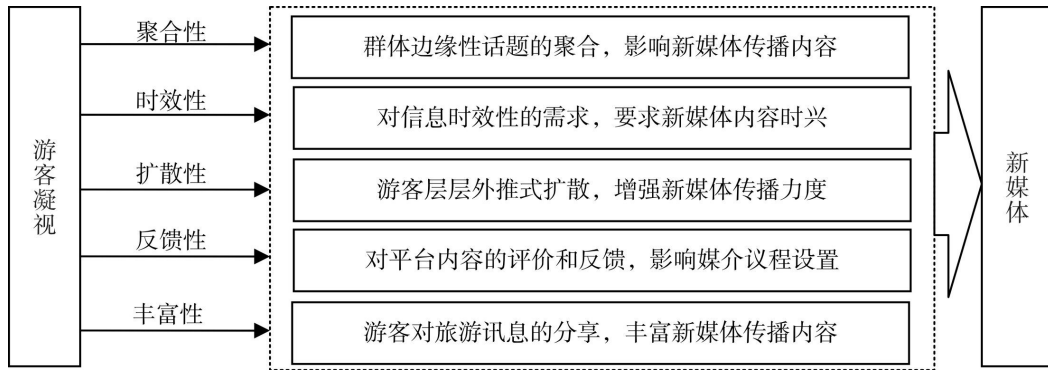 游客凝视
聚合性
群体边缘性话题的聚合，影响新媒体传播内容
时效性
对信息时效性的需求，要求新媒体内容时兴
扩散性
游客层层外推式扩散，增强新媒体传播力度
反馈性
对平台内容的评价和反馈，影响媒介议程设置
丰富性
游客对旅游讯息的分享，丰富新媒体传播内容
新媒体